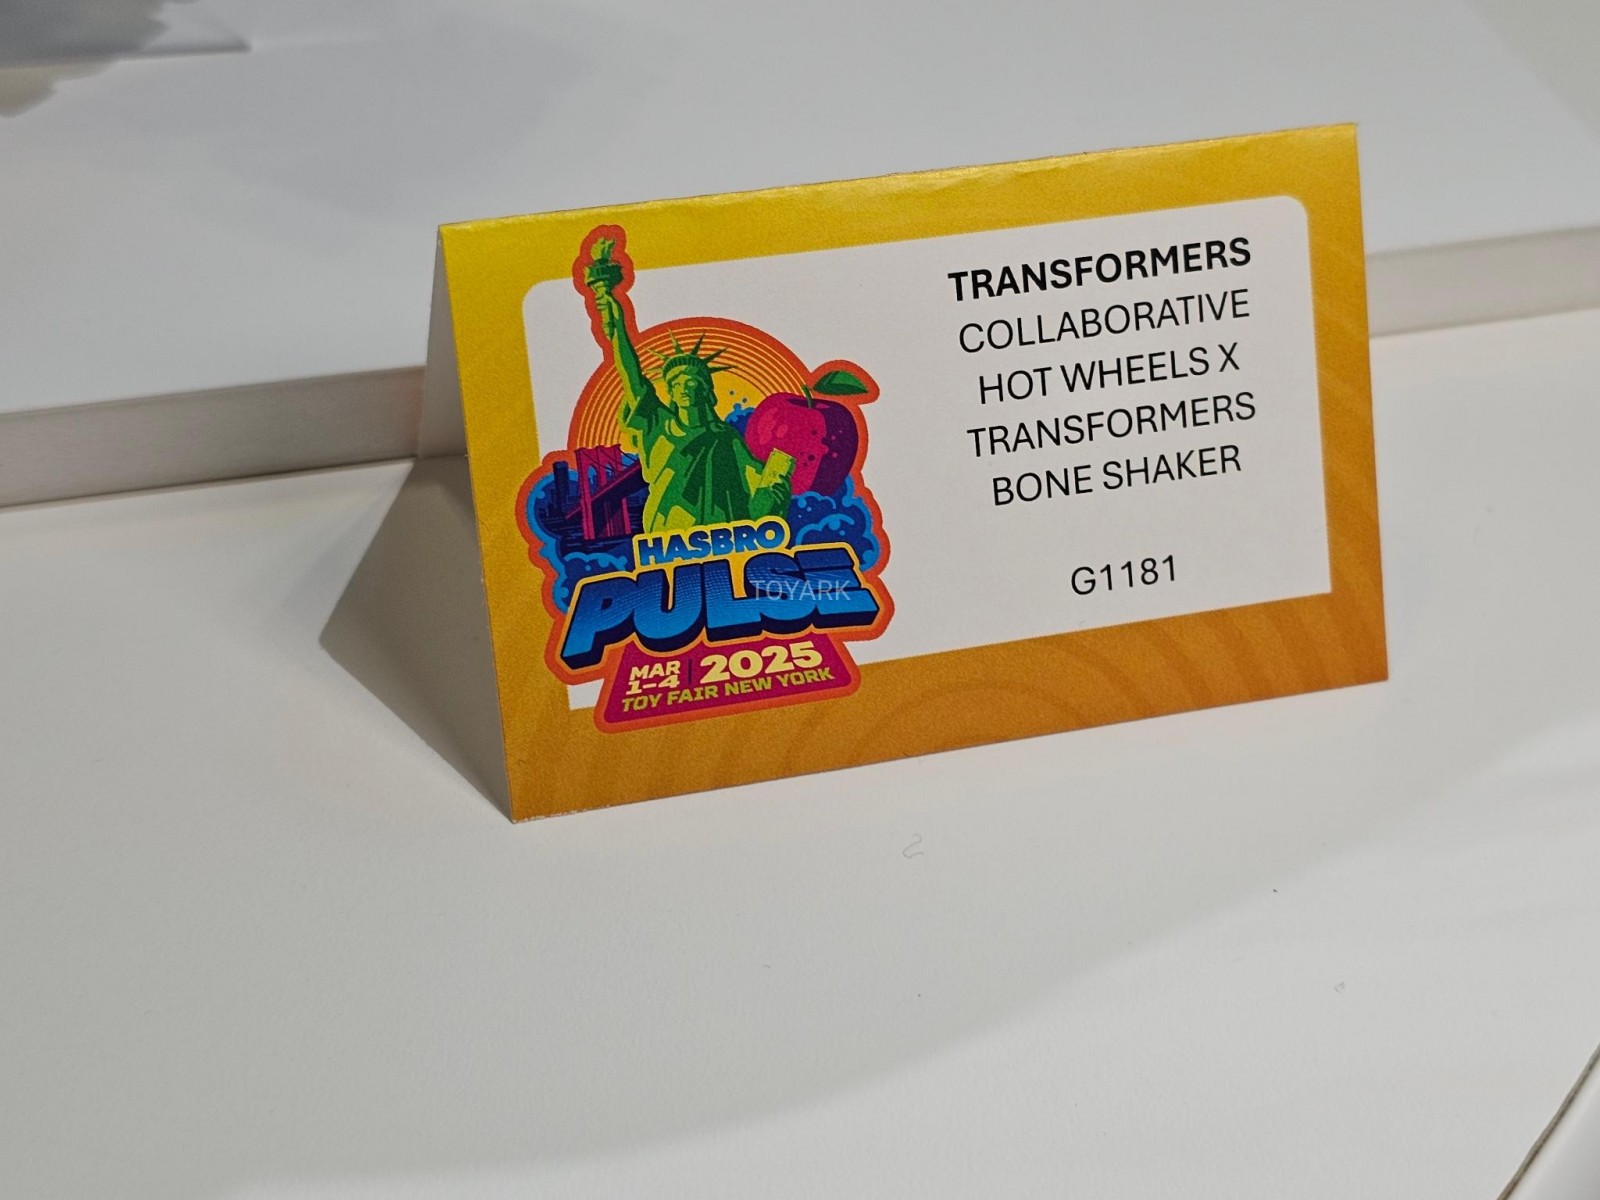 TRANSFORMERS
COLLABORATIVE
HOT WHEELS X
TRANSFORMERS
BONE SHAKER
G1181
HASBRO
PULSE
TOYARK
MAR
1-4
2025
TOY FAIR NEW YORK